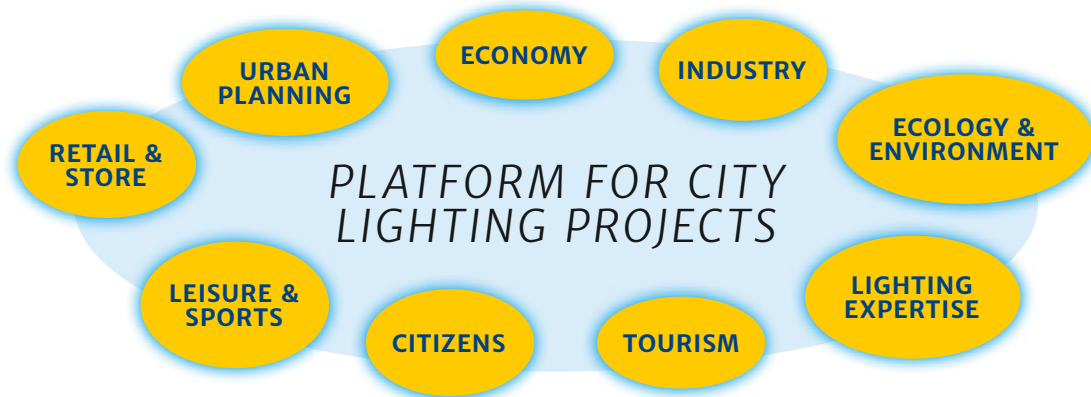 ECONOMY
INDUSTRY
URBAN
PLANNING
ECOLOGY &
ENVIRONMENT
RETAIL &
STORE
PLATFORM FOR CITY
LIGHTING PROJECTS
LEISURE &
SPORTS
LIGHTING
EXPERTISE
CITIZENS
TOURISM